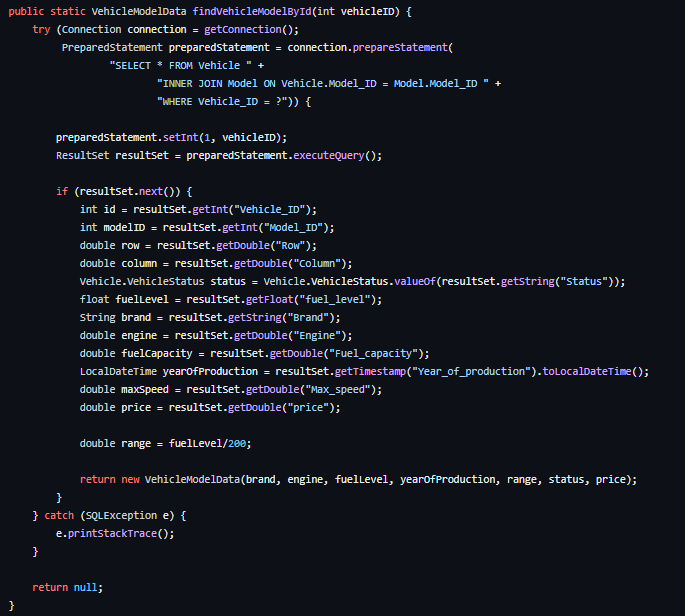 public static VehicleModelData findVehicleModelById(int vehicleID) {
    try (Connection connection = getConnection();
         PreparedStatement preparedStatement = connection.prepareStatement(
                 "SELECT * FROM Vehicle " +
                         "INNER JOIN Model ON Vehicle.Model_ID = Model.Model_ID " +
                         "WHERE Vehicle_ID = ?")) {

        preparedStatement.setInt(1, vehicleID);
        ResultSet resultSet = preparedStatement.executeQuery();

        if (resultSet.next()) {
            int id = resultSet.getInt("Vehicle_ID");
            int modelID = resultSet.getInt("Model_ID");
            double row = resultSet.getDouble("Row");
            double column = resultSet.getDouble("Column");
            Vehicle.VehicleStatus status = Vehicle.VehicleStatus.valueOf(resultSet.getString("Status"));
            float fuelLevel = resultSet.getFloat("fuel_level");
            String brand = resultSet.getString("Brand");
            double engine = resultSet.getDouble("Engine");
            double fuelCapacity = resultSet.getDouble("Fuel_capacity");
            LocalDateTime yearOfProduction = resultSet.getTimestamp("Year_of_production").toLocalDateTime();
            double maxSpeed = resultSet.getDouble("Max_speed");
            double price = resultSet.getDouble("price");

            double range = fuelLevel/200;

            return new VehicleModelData(brand, engine, fuelLevel, yearOfProduction, range, status, price);
        }
    } catch (SQLException e) {
        e.printStackTrace();
    }

    return null;
}